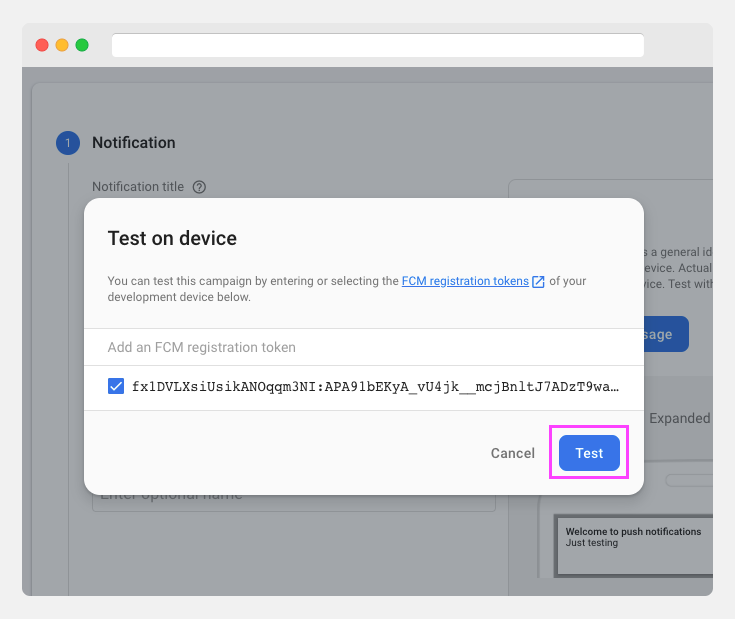 1 Notification
Notification title ?
Test on device
You can test this campaign by entering or selecting the FCM registration tokens of your
development device below.
Add an FCM registration token
fx1DVLXsiUsikANOqqm3NI:APA91bEKyA_vU4jk__mcjBnltJ7ADzT9wa…
Cancel Test
Enter optional name
s a general id
evice. Actual
vice. Test with
sage
Expanded
Welcome to push notifications
Just testing